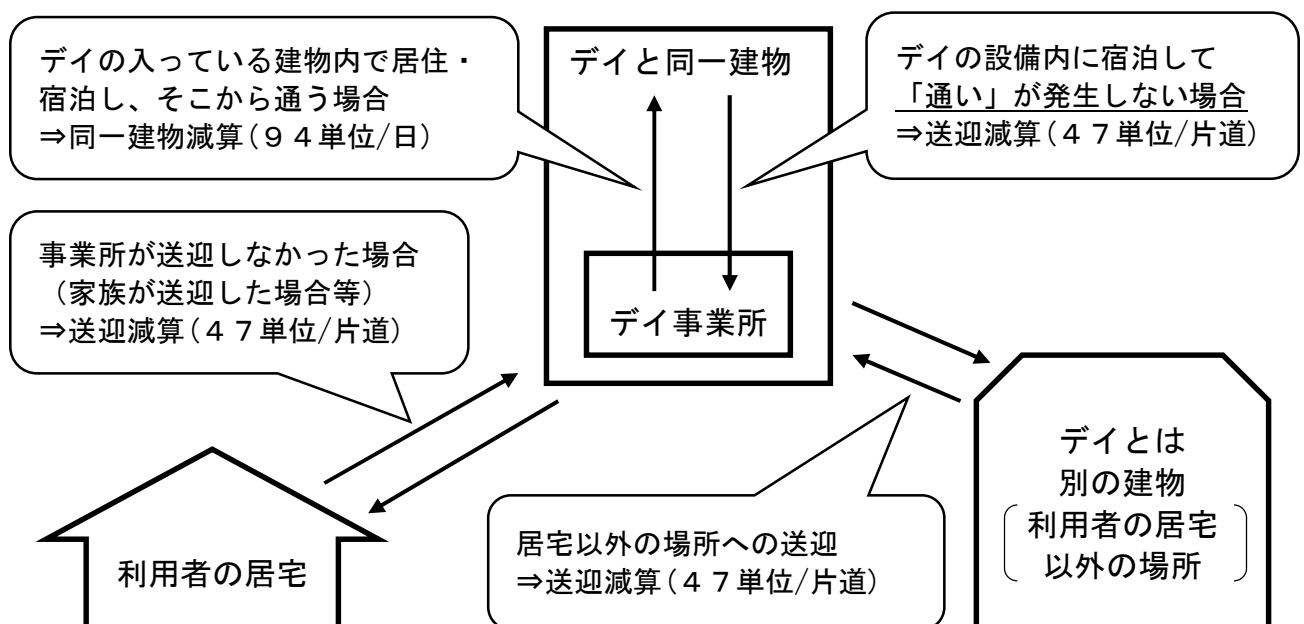 デイの入っている建物内で居住・
宿泊し、そこから通う場合
⇒同一建物減算(９４単位/日)
デイと同一建物
デイの設備内に宿泊して
「通い」が発生しない場合
⇒送迎減算(４７単位/片道)
事業所が送迎しなかった場合
（家族が送迎した場合等）
⇒送迎減算(４７単位/片道)
デイ事業所
デイとは
別の建物
利用者の居宅
以外の場所
居宅以外の場所への送迎
⇒送迎減算(４７単位/片道)
利用者の居宅